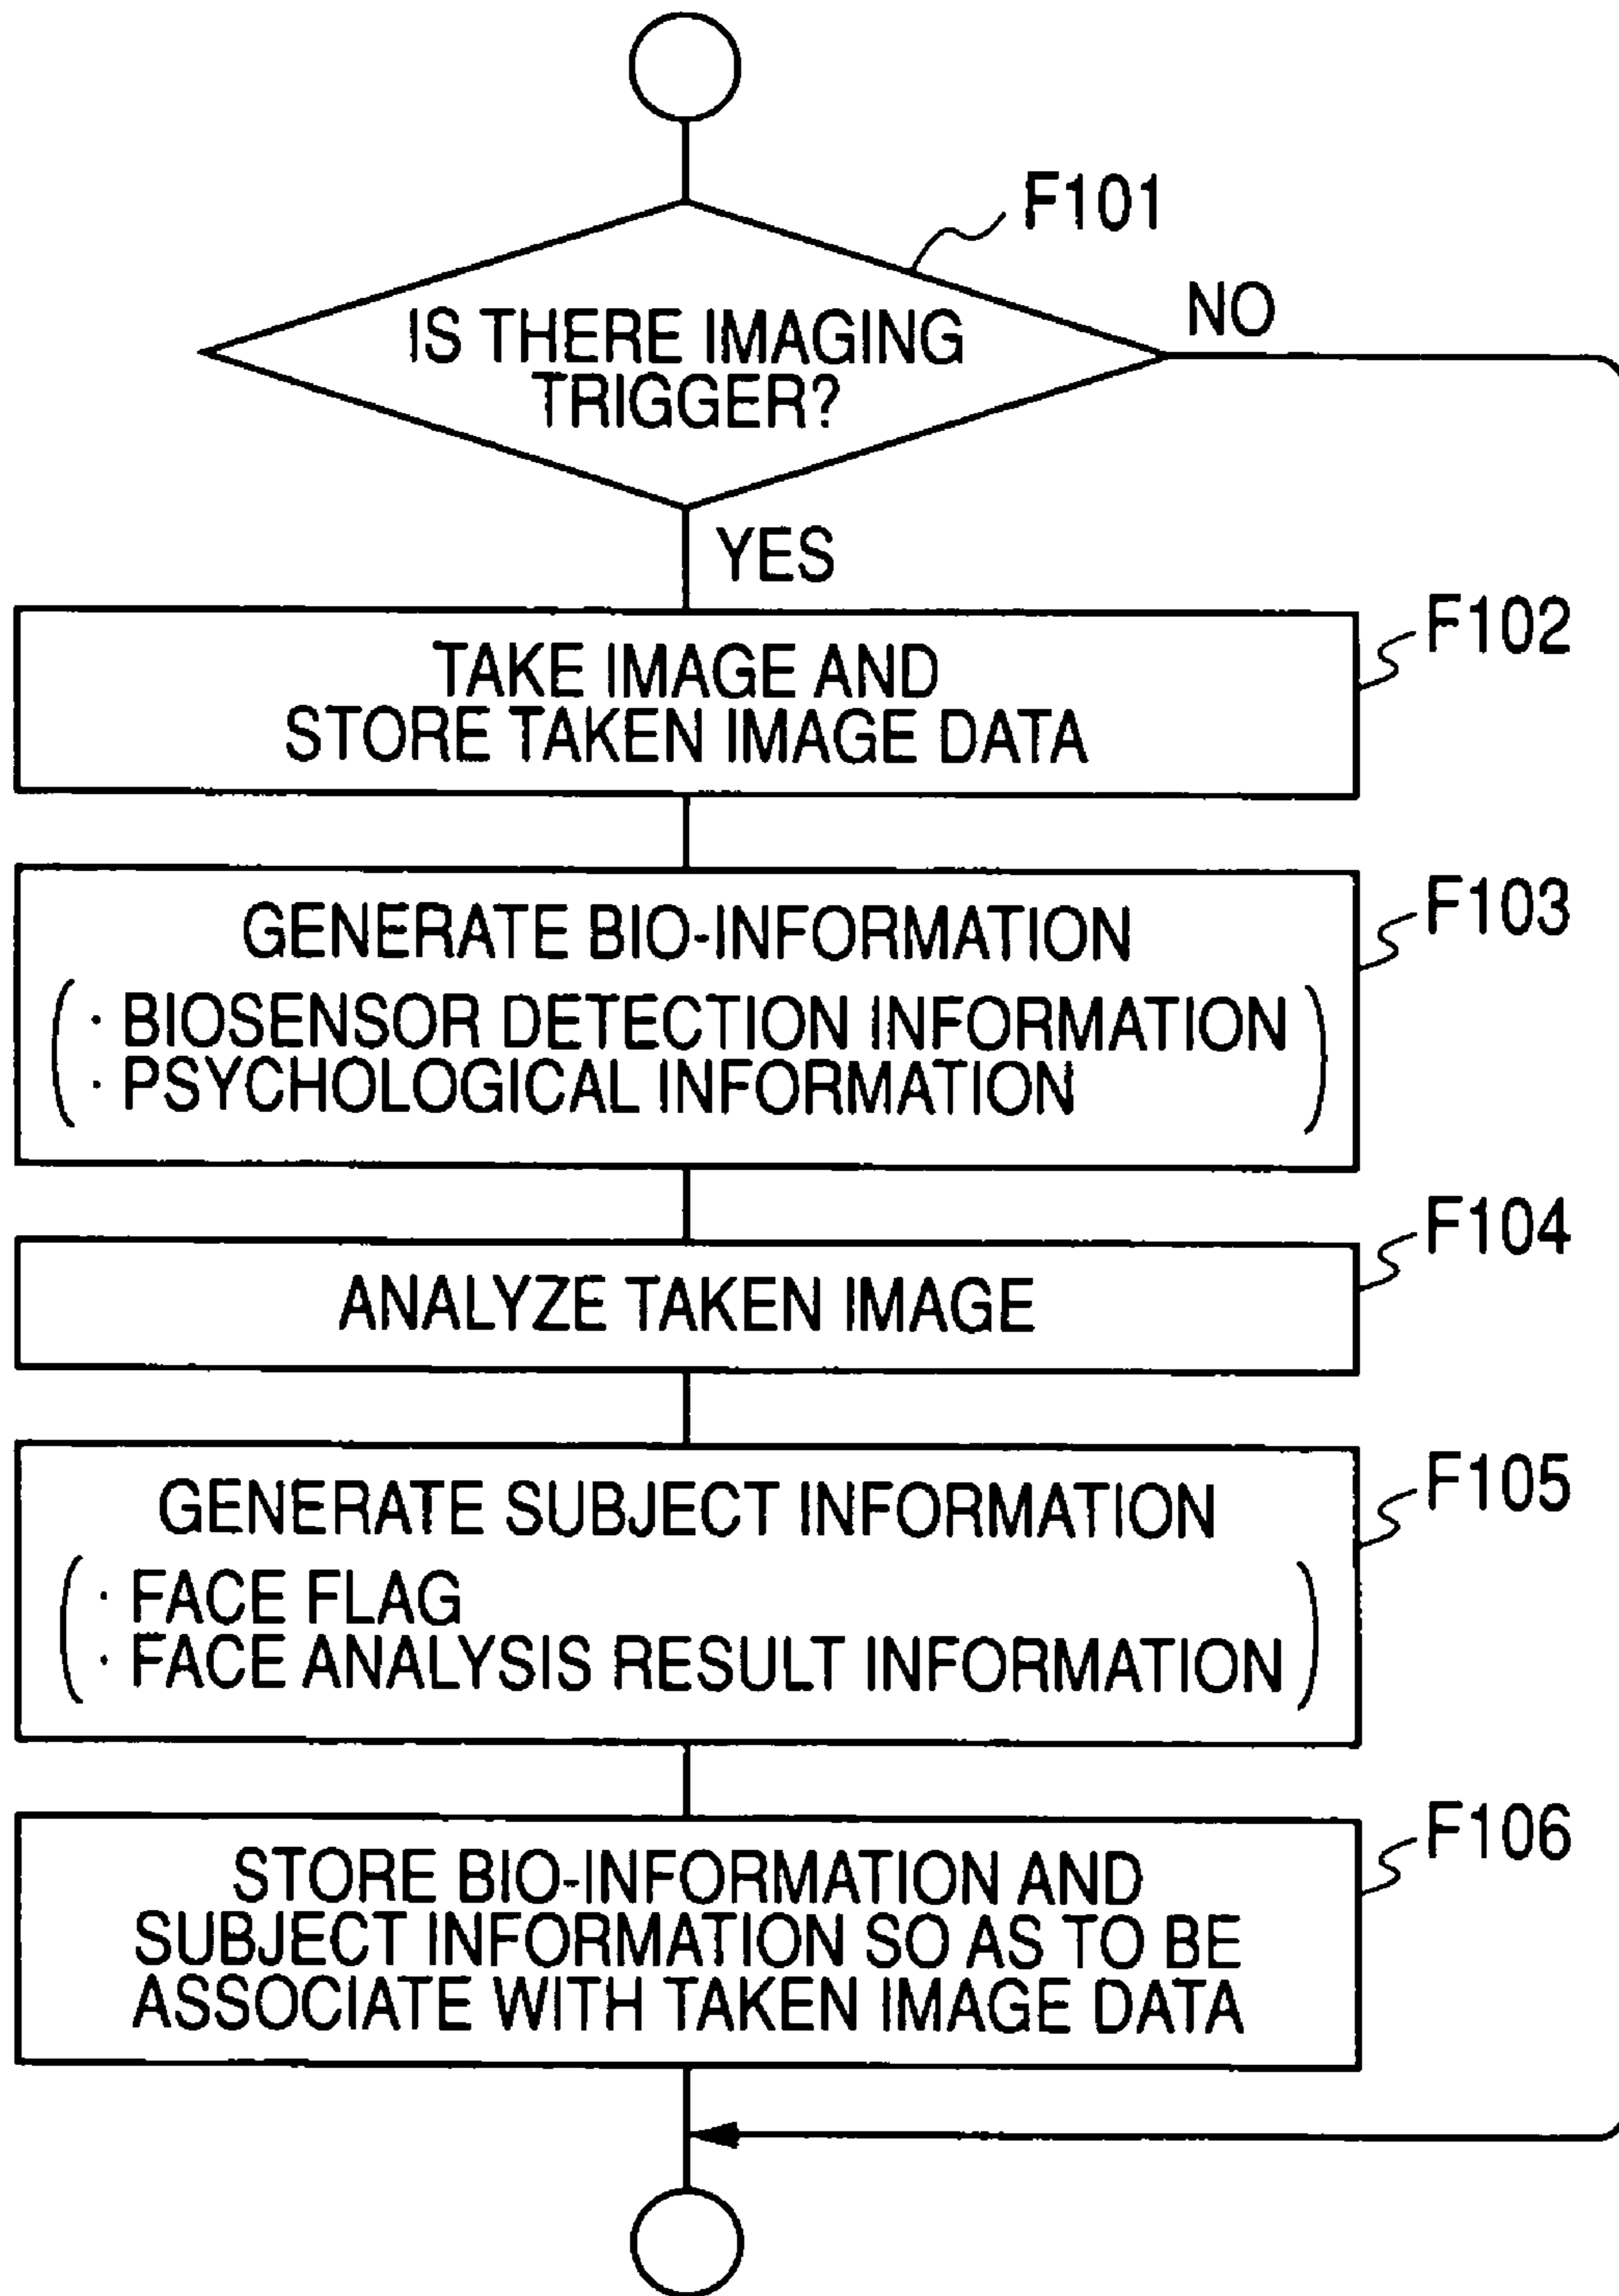 F101
IS THERE IMAGING
TRIGGER?
NO
YES
F102
TAKE IMAGE AND
STORE TAKEN IMAGE DATA
F103
GENERATE BIO-INFORMATION
· BIOSENSOR DETECTION INFORMATION
· PSYCHOLOGICAL INFORMATION
F104
ANALYZE TAKEN IMAGE
F105
GENERATE SUBJECT INFORMATION
· FACE FLAG
· FACE ANALYSIS RESULT INFORMATION
F106
STORE BIO-INFORMATION AND
SUBJECT INFORMATION SO AS TO BE
ASSOCIATE WITH TAKEN IMAGE DATA